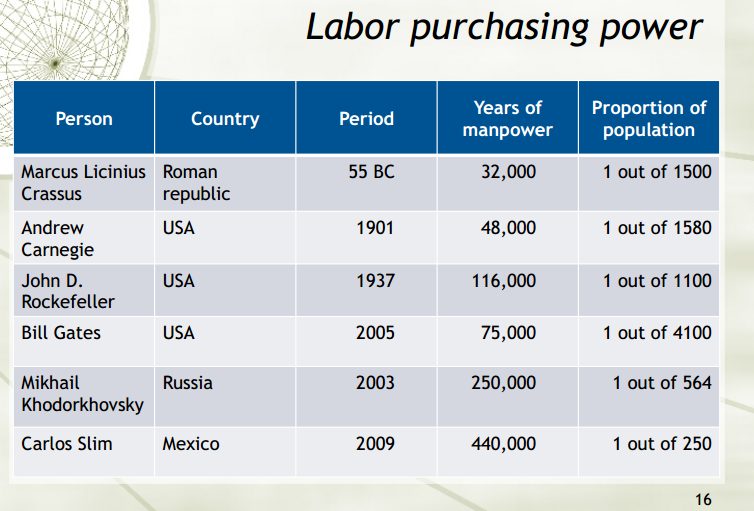 Labor purchasing power
Person Country Period Years of manpower Proportion of population
Marcus Licinius Crassus Roman republic 55 BC 32,000 1 out of 1500
Andrew Carnegie USA 1901 48,000 1 out of 1580
John D. Rockefeller USA 1937 116,000 1 out of 1100
Bill Gates USA 2005 75,000 1 out of 4100
Mikhail Khodorkhovsky Russia 2003 250,000 1 out of 564
Carlos Slim Mexico 2009 440,000 1 out of 250
16